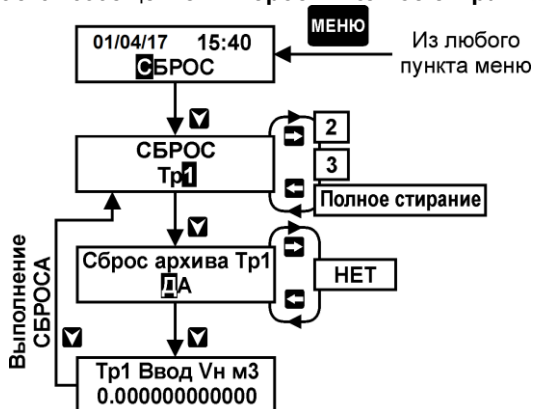 МЕНЮ
01/04/17 15:40
СБРОС
Из любого
пункта меню
СБРОС
Тр1
2
3
Полное стирание
Сброс архива Тр1
ДА
НЕТ
Выполнение
СБРОСА
Тр1 Ввод Vн м3
0.000000000000